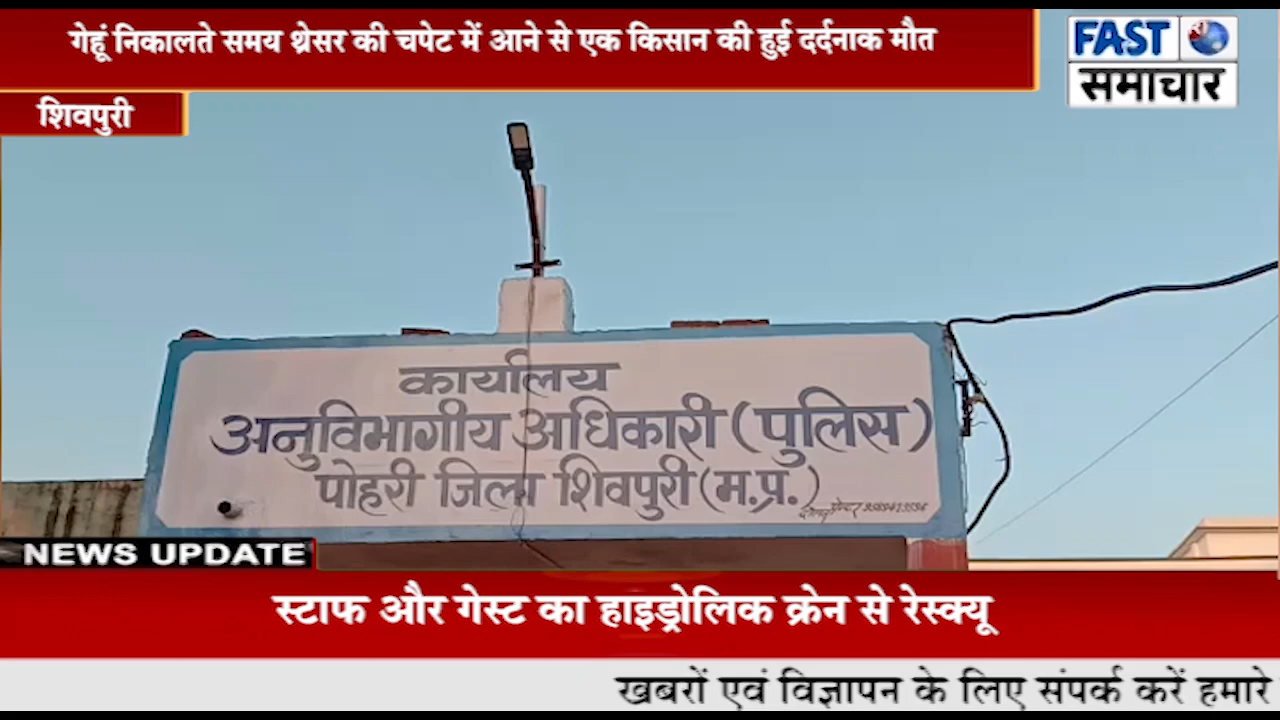 गेहूं निकालते समय थ्रेसर की चपेट में आने से एक किसान की हुई दर्दनाक मौत
FAST
समाचार
शिवपुरी
कार्यालय
अनुविभागीय अधिकारी (पुलिस)
पोहरी जिला शिवपुरी (म.प्र.)
NEWS UPDATE
स्टाफ और गेस्ट का हाइड्रोलिक क्रेन से रेस्क्यू
खबरों एवं विज्ञापन के लिए संपर्क करें हमारे